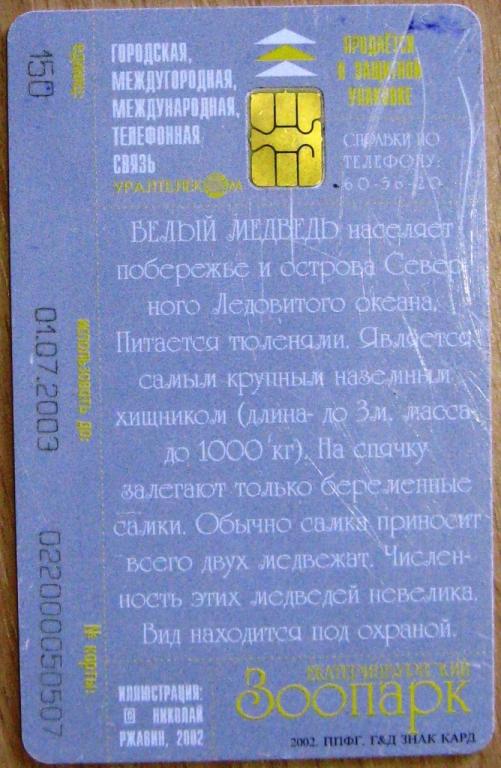 ГОРОДСКАЯ,
МЕЖДУГОРОДНАЯ,
МЕЖДУНАРОДНАЯ,
ТЕЛЕФОННАЯ
СВЯЗЬ
УРАЛТЕЛЕКОМ
ПРОДАЁТСЯ
В ЗАЩИТНОЙ
УПАКОВКЕ
СПРАВКИ ПО
ТЕЛЕФОНУ:
60-56-20
единиц:
150
использовать до:
01.07.2003
№ карты:
022000050507
БЕЛЫЙ МЕДВЕДЬ населяет
побережье и острова Север-
ного Ледовитого океана.
Питается тюленями. Является
самым крупным наземным
хищником (длина- до 3м, масса-
до 1000 кг). На спячку
залегают только беременные
самки. Обычно самка приносит
всего двух медвежат. Числен-
ность этих медведей невелика.
Вид находится под охраной.
ИЛЛЮСТРАЦИЯ:
© НИКОЛАЙ
РЖАВИН, 2002
ЕКАТЕРИНБУРГСКИЙ
Зоопарк
2002. ППФГ, Г&Д ЗНАК КАРД